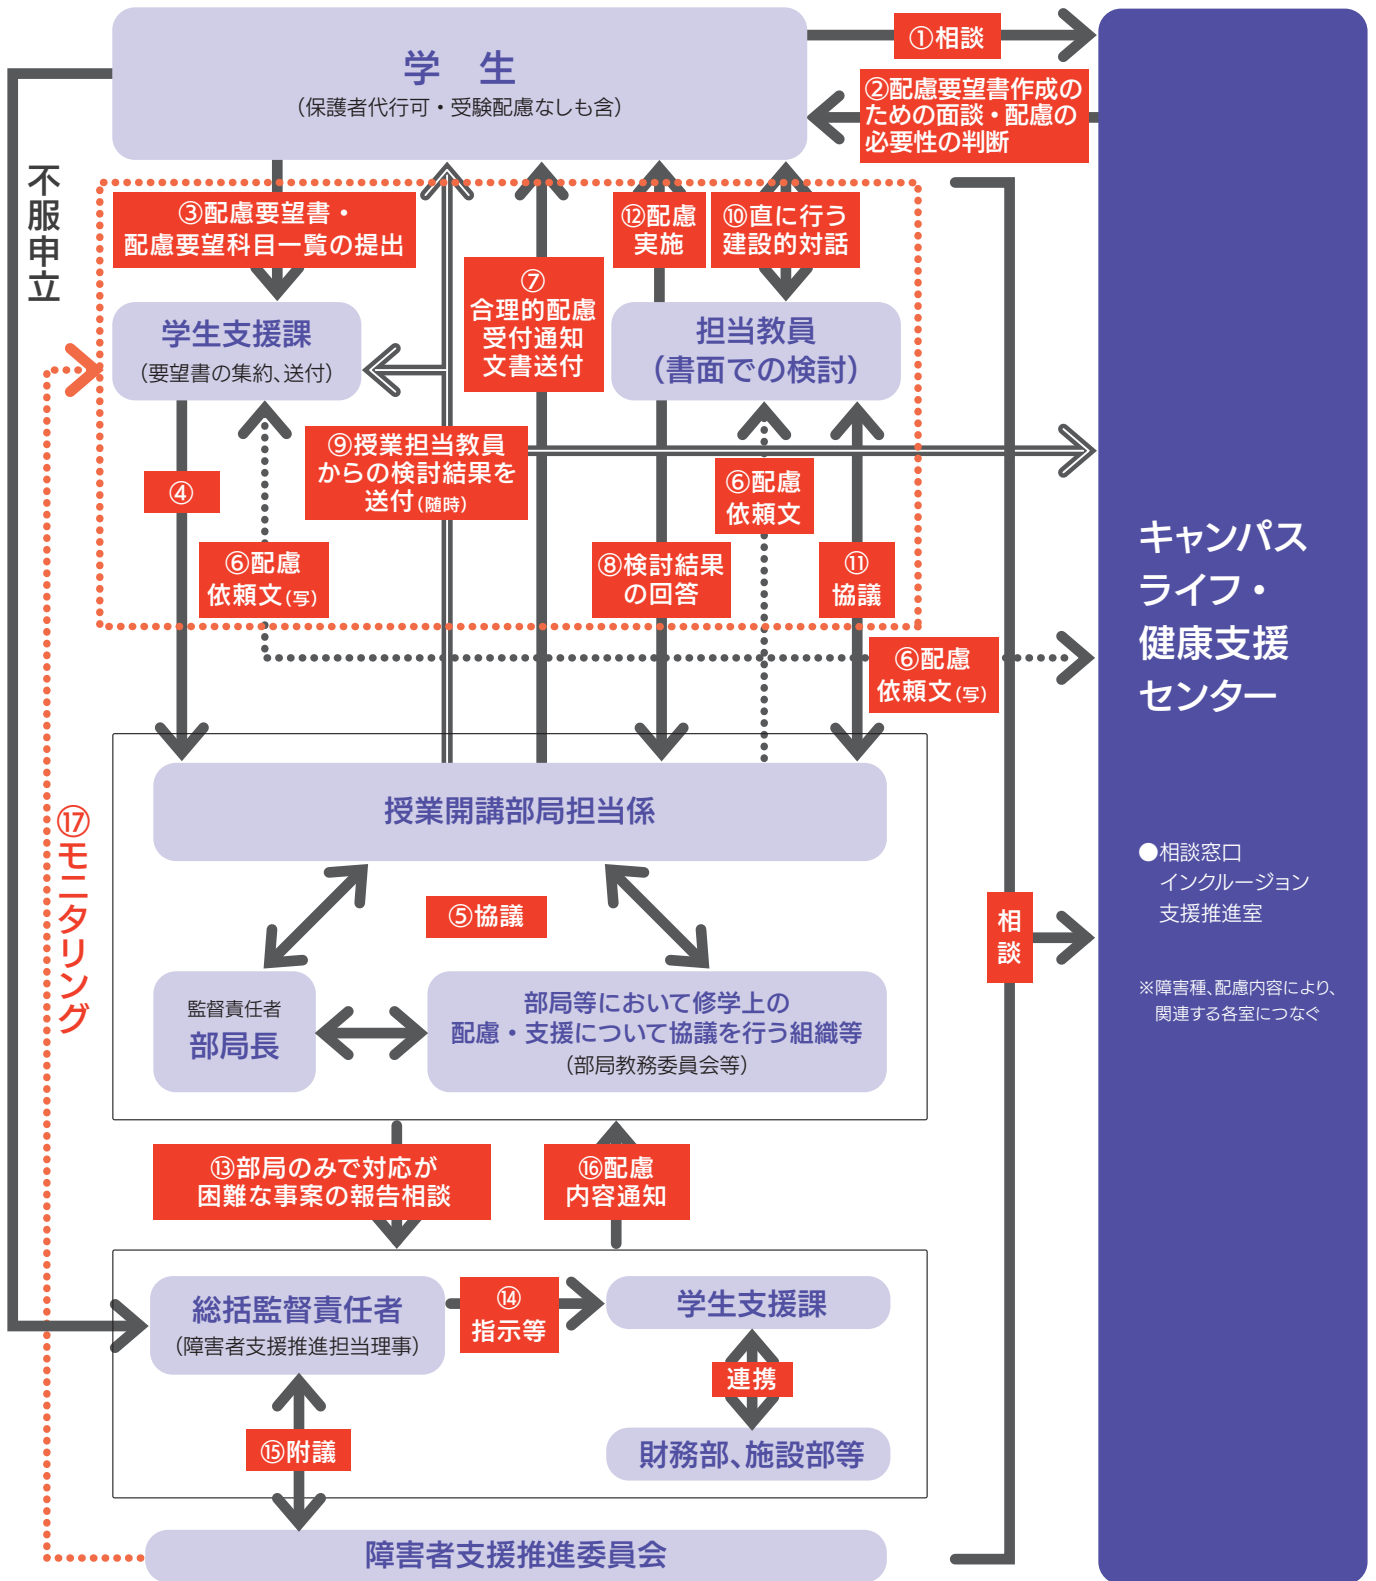 学　生
（保護者代行可・受験配慮なしも含）
①相談
②配慮要望書作成の
ための面談・配慮の
必要性の判断
不服申立
③配慮要望書・
配慮要望科目一覧の提出
⑫配慮
実施
⑩直に行う
建設的対話
⑦
合理的配慮
受付通知
文書送付
学生支援課
（要望書の集約、送付）
担当教員
（書面での検討）
⑨授業担当教員
からの検討結果を
送付（随時）
④
⑥配慮
依頼文
⑥配慮
依頼文（写）
⑧検討結果
の回答
⑪
協議
⑥配慮
依頼文（写）
キャンパス
ライフ・
健康支援
センター
●相談窓口
インクルージョン
支援推進室
※障害種、配慮内容により、
関連する各室につなぐ
授業開講部局担当係
⑤協議
相談
⑰モニタリング
監督責任者
部局長
部局等において修学上の
配慮・支援について協議を行う組織等
（部局教務委員会等）
⑬部局のみで対応が
困難な事案の報告相談
⑯配慮
内容通知
総括監督責任者
（障害者支援推進担当理事）
⑭
指示等
学生支援課
連携
⑮附議
財務部、施設部等
障害者支援推進委員会